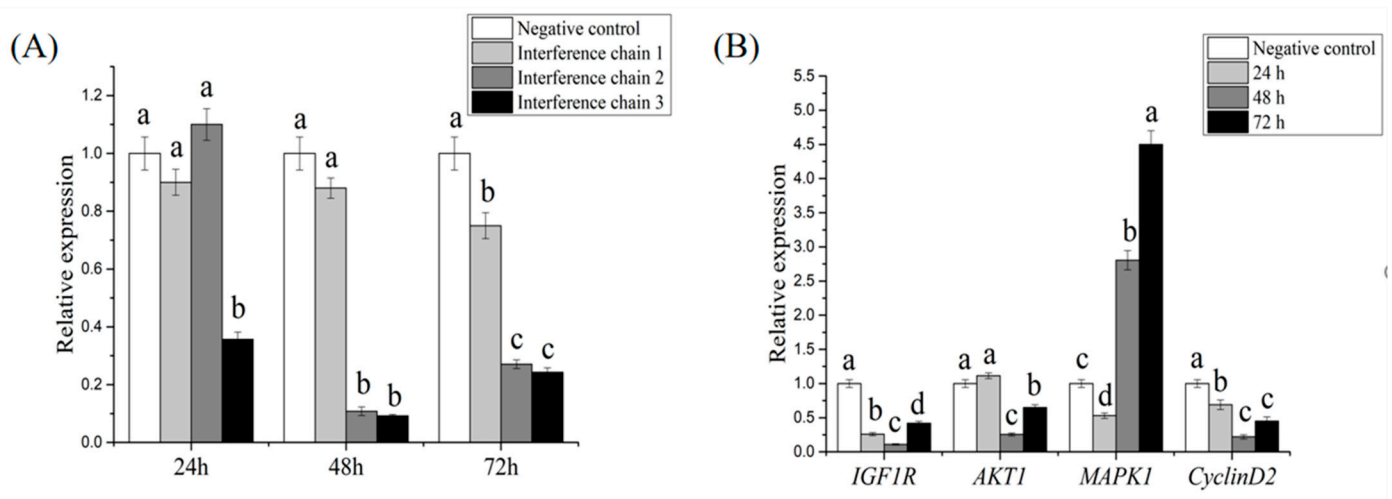 (A)
Negative control
Interference chain 1
Interference chain 2
Interference chain 3
Relative expression
1.2
1.0
0.8
0.6
0.4
0.2
0.0
a a a b
a a b b
a b c c
24h 48h 72h
(B)
Negative control
24 h
48 h
72 h
Relative expression
5.5
5.0
4.5
4.0
3.5
3.0
2.5
2.0
1.5
1.0
0.5
0.0
a b c d
a a c b
c d b a
a b c c
IGF1R AKT1 MAPK1 CyclinD2